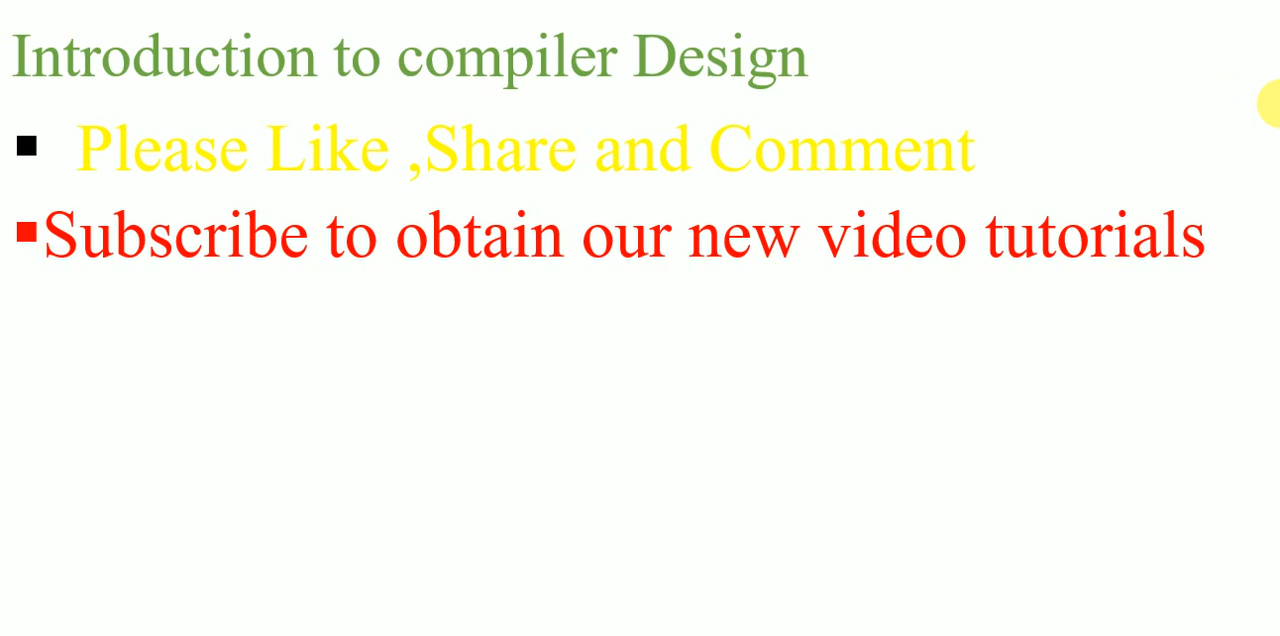 Introduction to compiler Design
▪ Please Like ,Share and Comment
▪Subscribe to obtain our new video tutorials